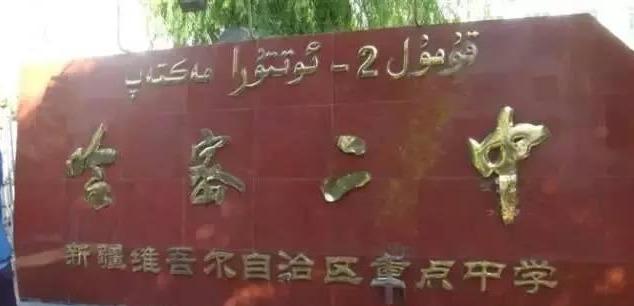 قۇمۇل 2 - ئوتتۇرا مەكتەپ
哈密二中
新疆维吾尔自治区重点中学